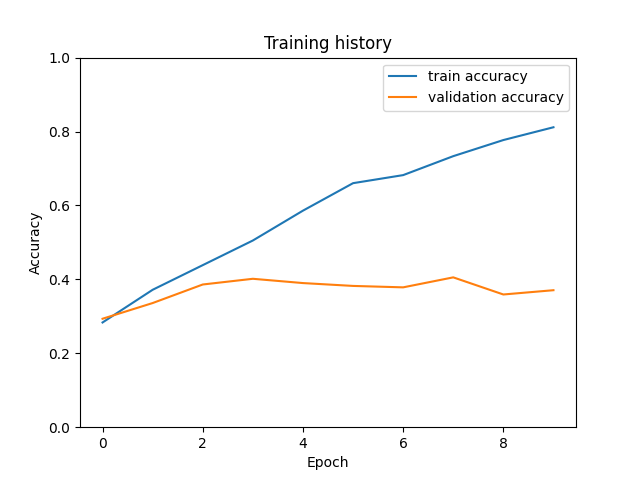 Training history
train accuracy
validation accuracy
1.0
0.8
0.6
0.4
0.2
0.0
Accuracy
0 2 4 6 8
Epoch